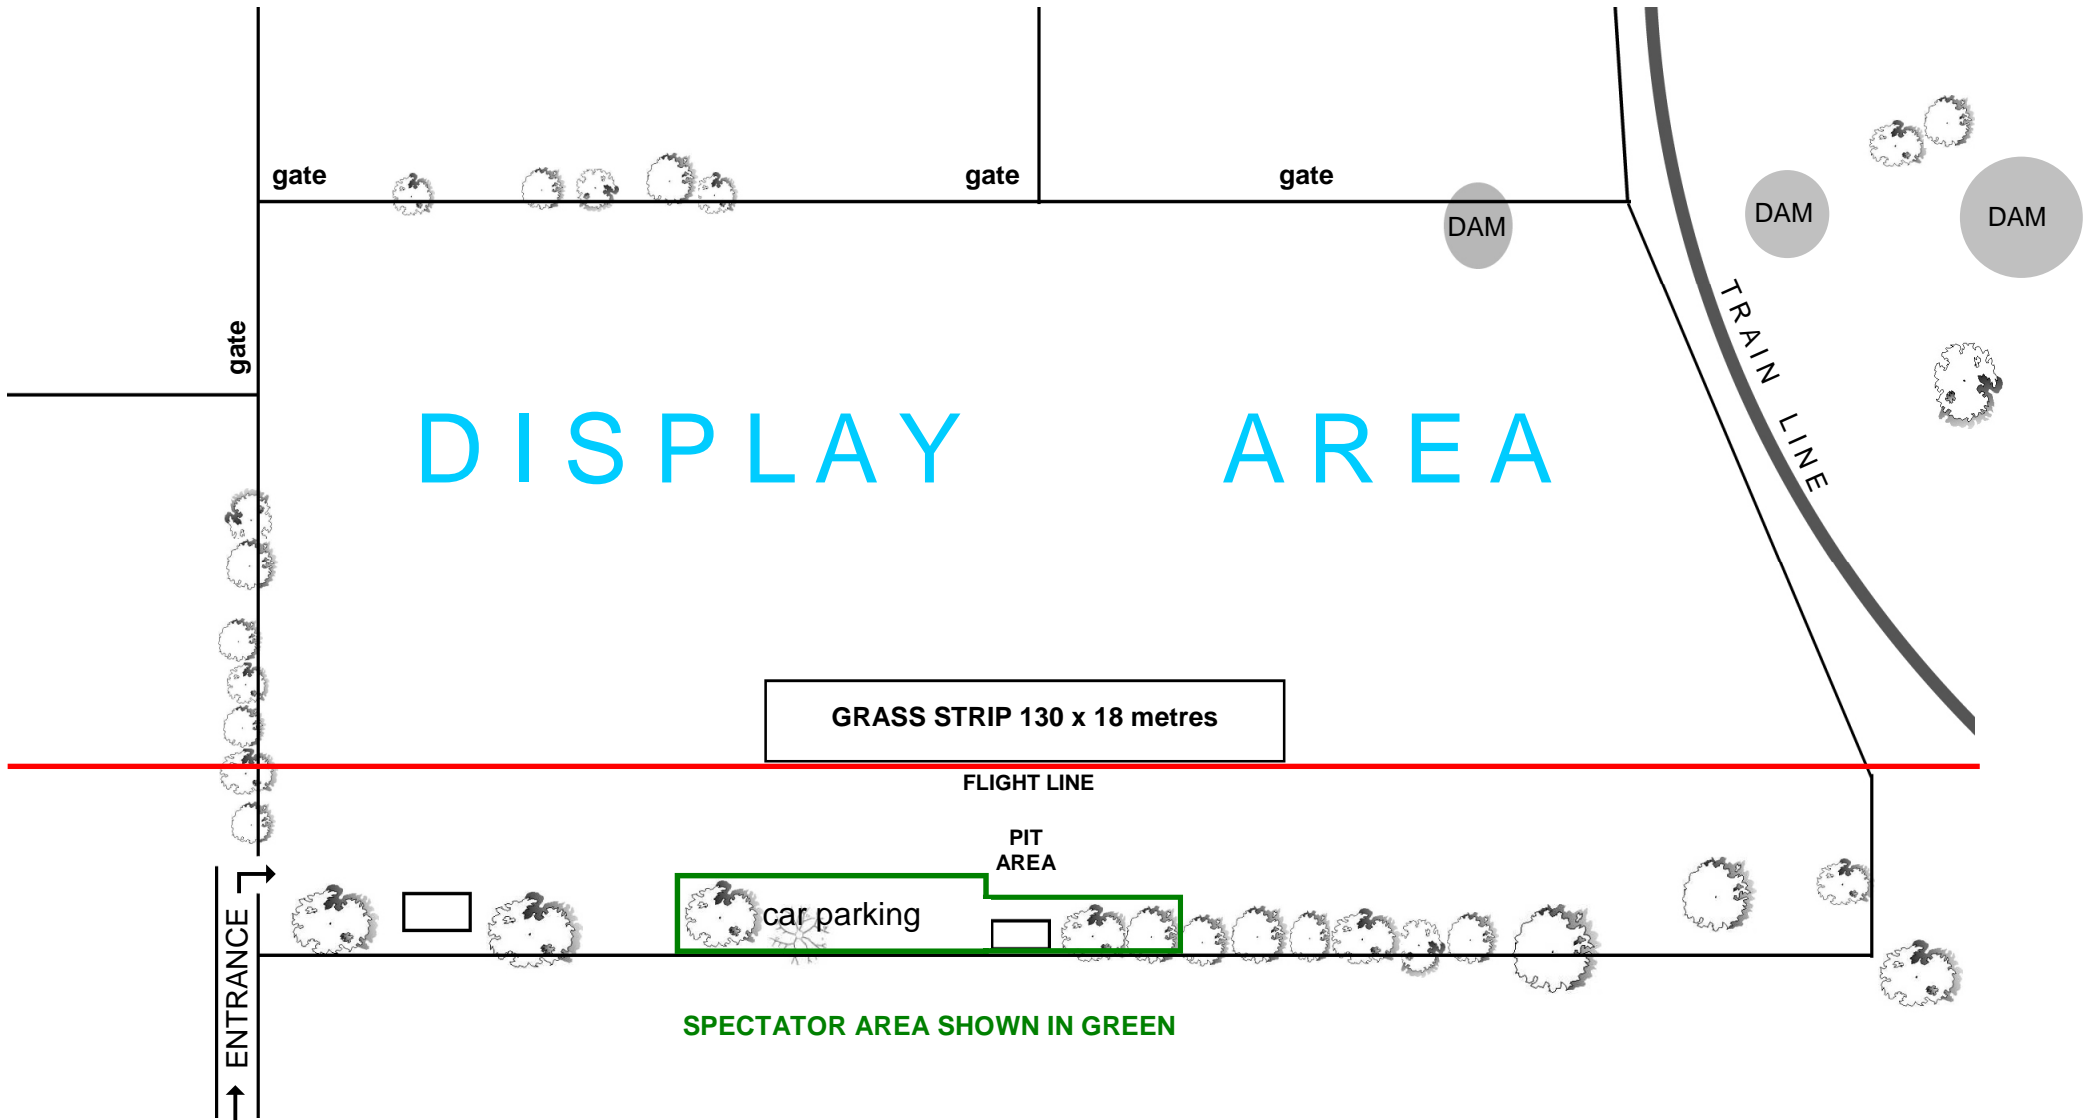 gate
gate
gate
DAM
DAM
DAM
gate
TRAIN LINE
DISPLAY AREA
GRASS STRIP 130 x 18 metres
FLIGHT LINE
PIT
AREA
car parking
ENTRANCE
SPECTATOR AREA SHOWN IN GREEN